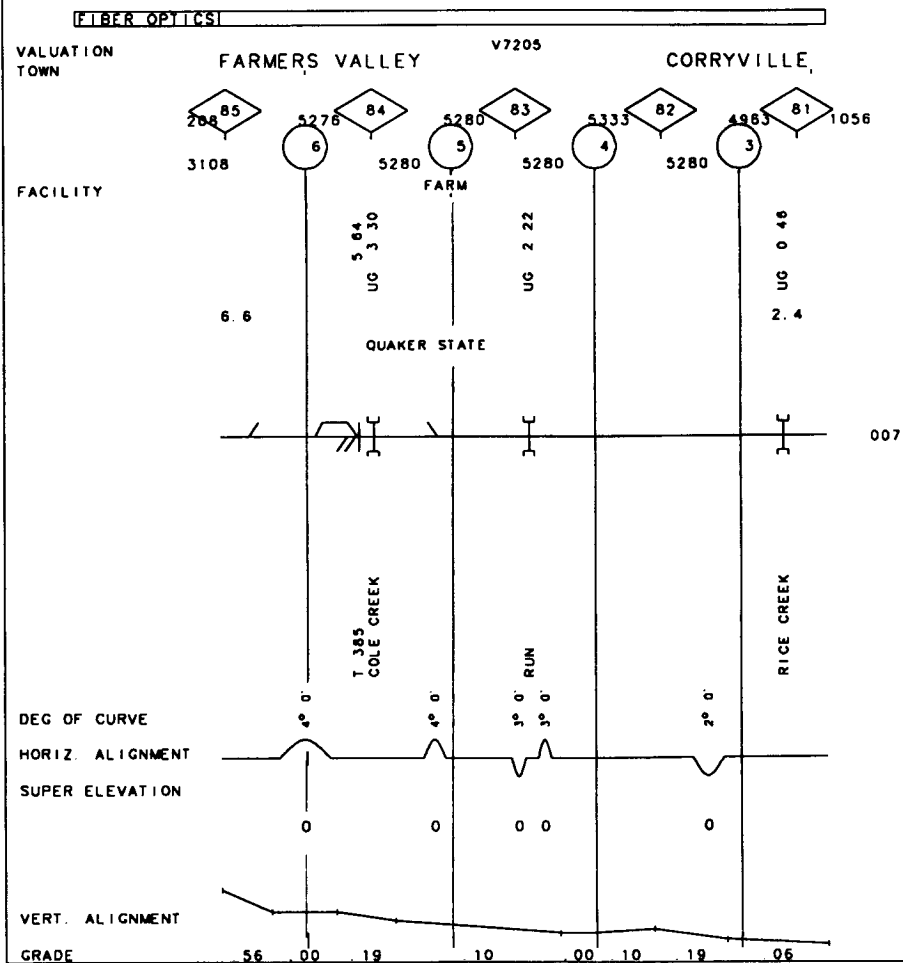 FIBER OPTICS
V7205
VALUATION
TOWN
FARMERS VALLEY CORRYVILLE
85 84 83 82 81
208 5276 5280 5333 4963 1056
6 5 4 3
3108 5280 5280 5280
FACILITY
FARM
5 64
UG 3 30
UG 2 22
UG 0 46
6.6 2.4
QUAKER STATE
007
T 385
COLE CREEK
RUN
RICE CREEK
DEG OF CURVE
4° 0' 4° 0' 3° 0' 3° 0' 2° 0'
HORIZ. ALIGNMENT
SUPER ELEVATION
0 0 0 0 0
VERT. ALIGNMENT
GRADE .56 .00 .19 .10 .00 .10 .19 .06